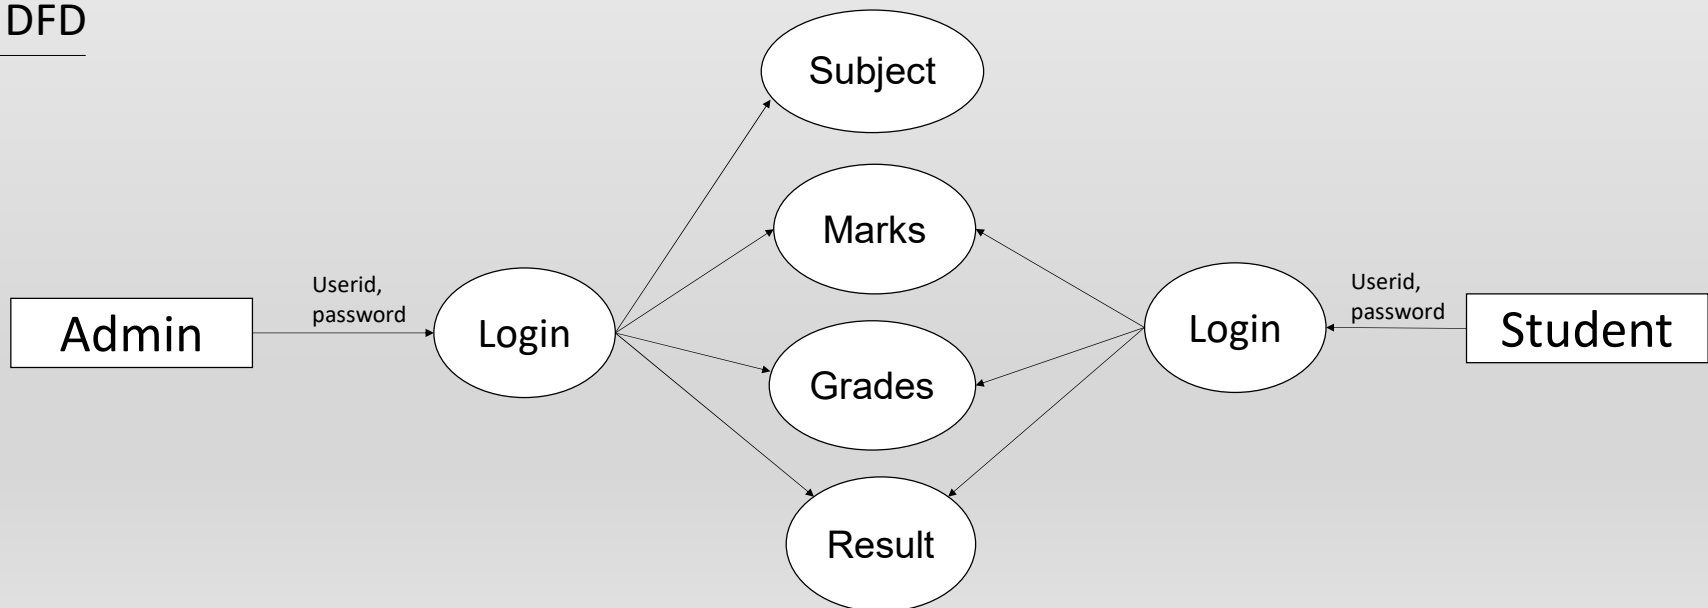 DFD
Subject
Marks
Userid,
password
Admin
Login
Grades
Result
Login
Userid,
password
Student